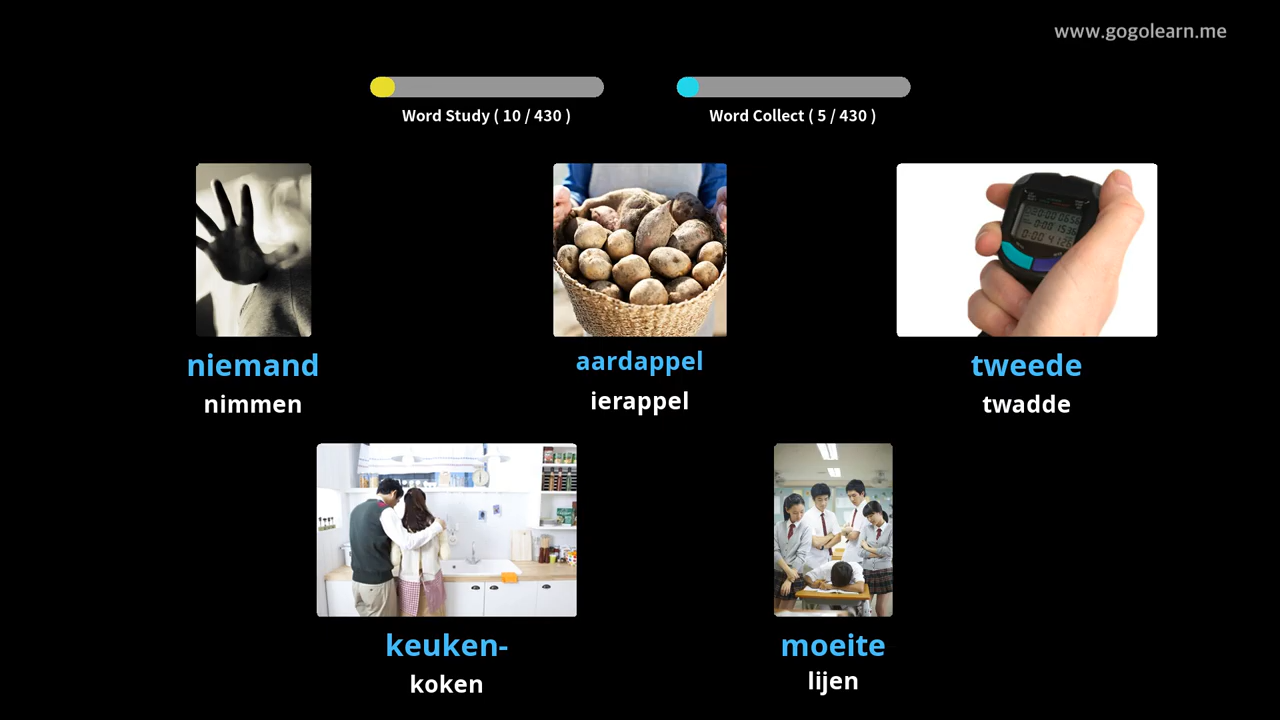 www.gogolearn.me
Word Study ( 10 / 430 )
Word Collect ( 5 / 430 )
niemand
nimmen
aardappel
ierappel
tweede
twadde
keuken-
koken
moeite
lijen